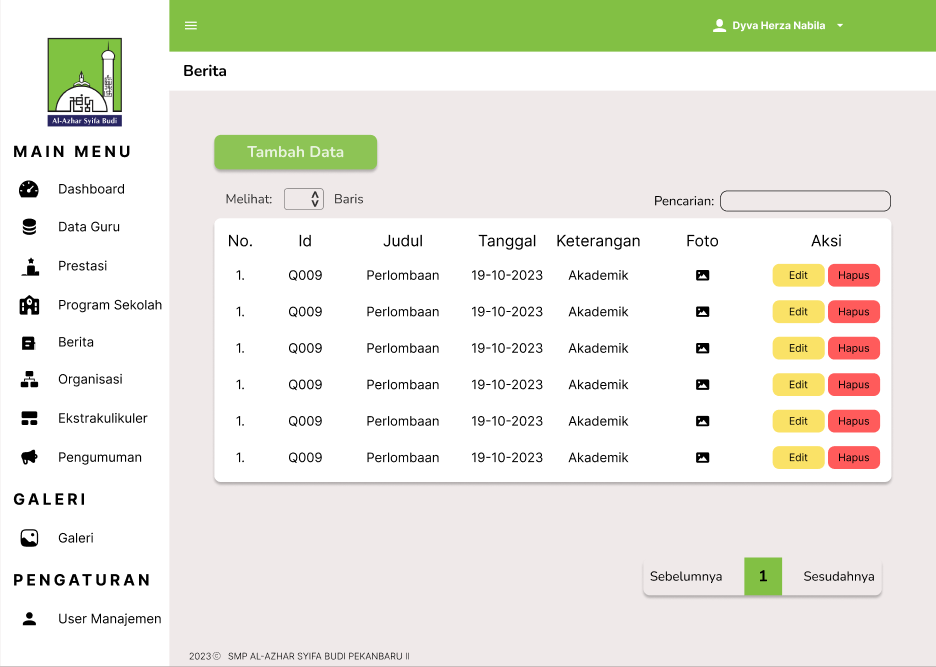 Dyva Herza Nabila
Berita
Al-Azhar Syifa Budi
MAIN MENU
Dashboard
Data Guru
Prestasi
Program Sekolah
Berita
Organisasi
Ekstrakulikuler
Pengumuman
GALERI
Galeri
PENGATURAN
User Manajemen
Tambah Data
Melihat: Baris
Pencarian:
No. Id Judul Tanggal Keterangan Foto Aksi
1. Q009 Perlombaan 19-10-2023 Akademik Edit Hapus
1. Q009 Perlombaan 19-10-2023 Akademik Edit Hapus
1. Q009 Perlombaan 19-10-2023 Akademik Edit Hapus
1. Q009 Perlombaan 19-10-2023 Akademik Edit Hapus
1. Q009 Perlombaan 19-10-2023 Akademik Edit Hapus
1. Q009 Perlombaan 19-10-2023 Akademik Edit Hapus
Sebelumnya 1 Sesudahnya
2023© SMP AL-AZHAR SYIFA BUDI PEKANBARU II